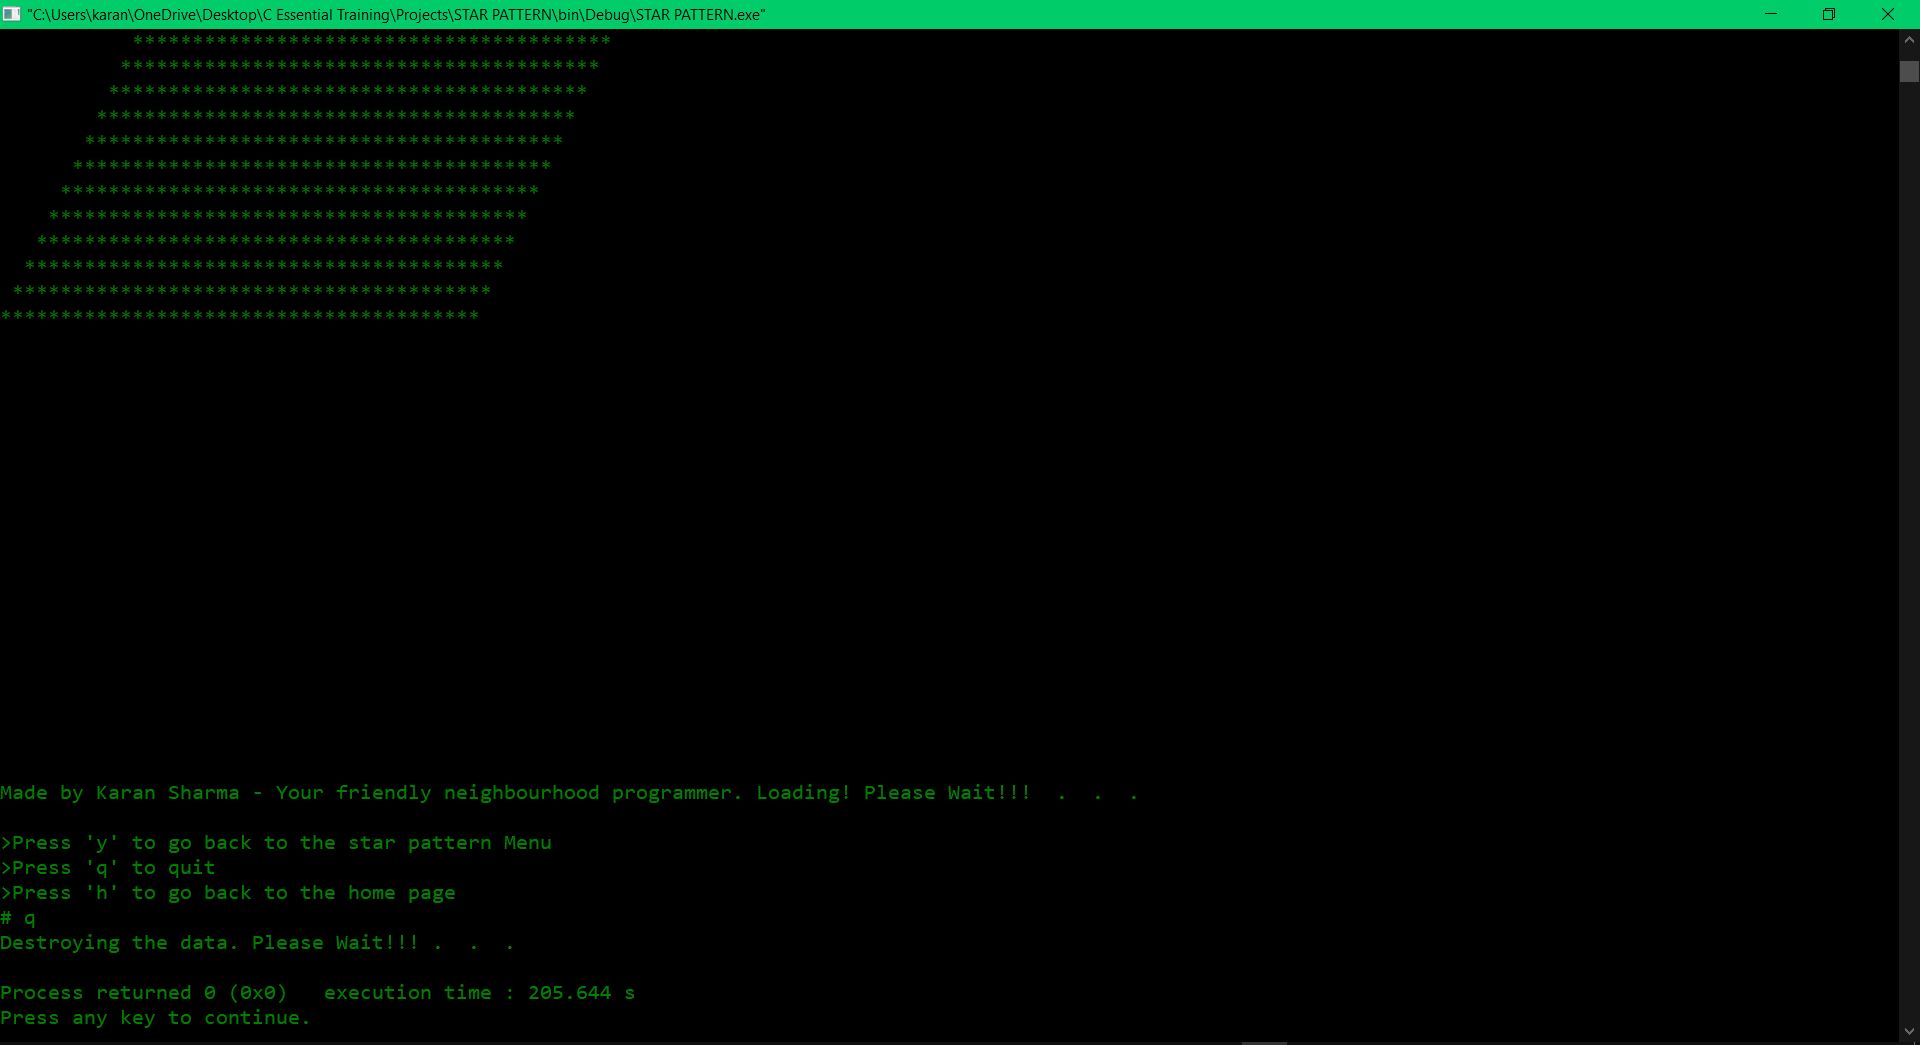 "C:\Users\karan\OneDrive\Desktop\C Essential Training\Projects\STAR PATTERN\bin\Debug\STAR PATTERN.exe"
           ****************************************
          ****************************************
         ****************************************
        ****************************************
       ****************************************
      ****************************************
     ****************************************
    ****************************************
   ****************************************
  ****************************************
 ****************************************
****************************************
Made by Karan Sharma - Your friendly neighbourhood programmer. Loading! Please Wait!!!  .  .  .
>Press 'y' to go back to the star pattern Menu
>Press 'q' to quit
>Press 'h' to go back to the home page
# q
Destroying the data. Please Wait!!! .  .  .
Process returned 0 (0x0)   execution time : 205.644 s
Press any key to continue.